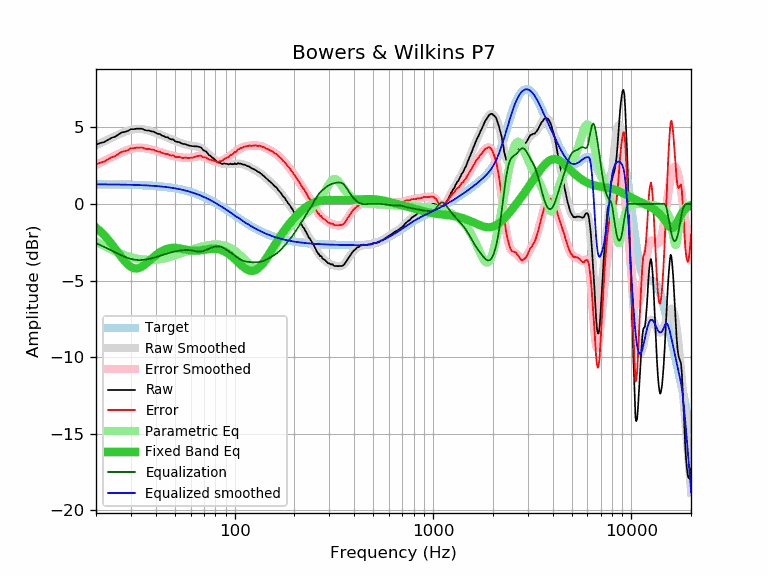 Bowers & Wilkins P7
Amplitude (dBr)
5
0
−5
−10
−15
−20
Target
Raw Smoothed
Error Smoothed
Raw
Error
Parametric Eq
Fixed Band Eq
Equalization
Equalized smoothed
100
1000
10000
Frequency (Hz)